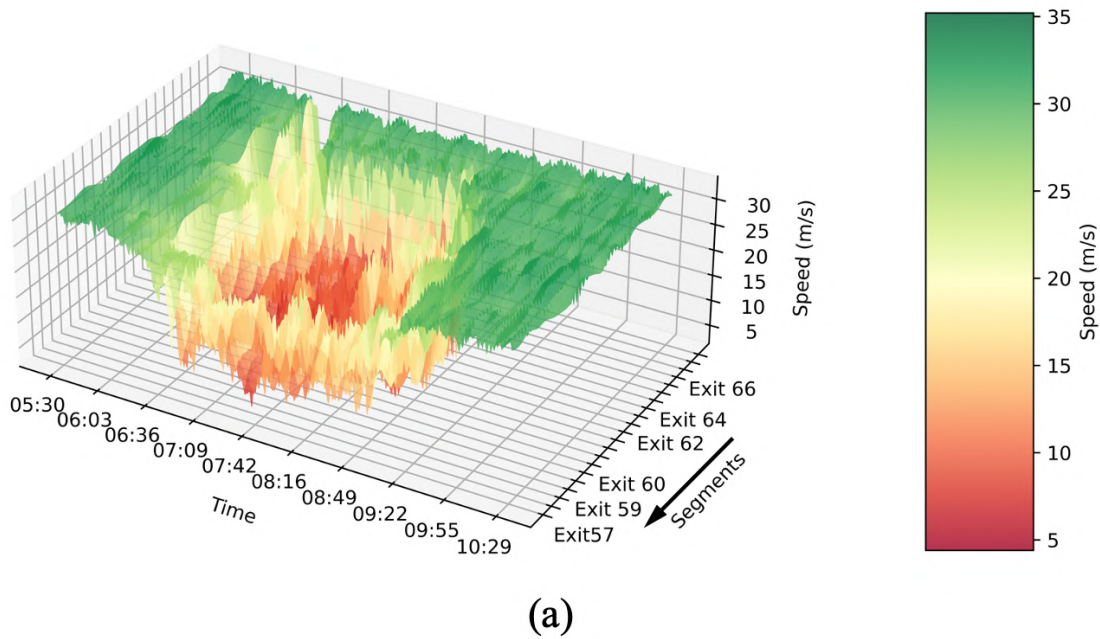 30
25
20
15
10
5
Speed (m/s)
Exit 66
Exit 64
Exit 62
Exit 60
Exit 59
Exit57
Segments
05:30
06:03
06:36
07:09
07:42
08:16
08:49
09:22
09:55
10:29
Time
35
30
25
20
15
10
5
Speed (m/s)
(a)